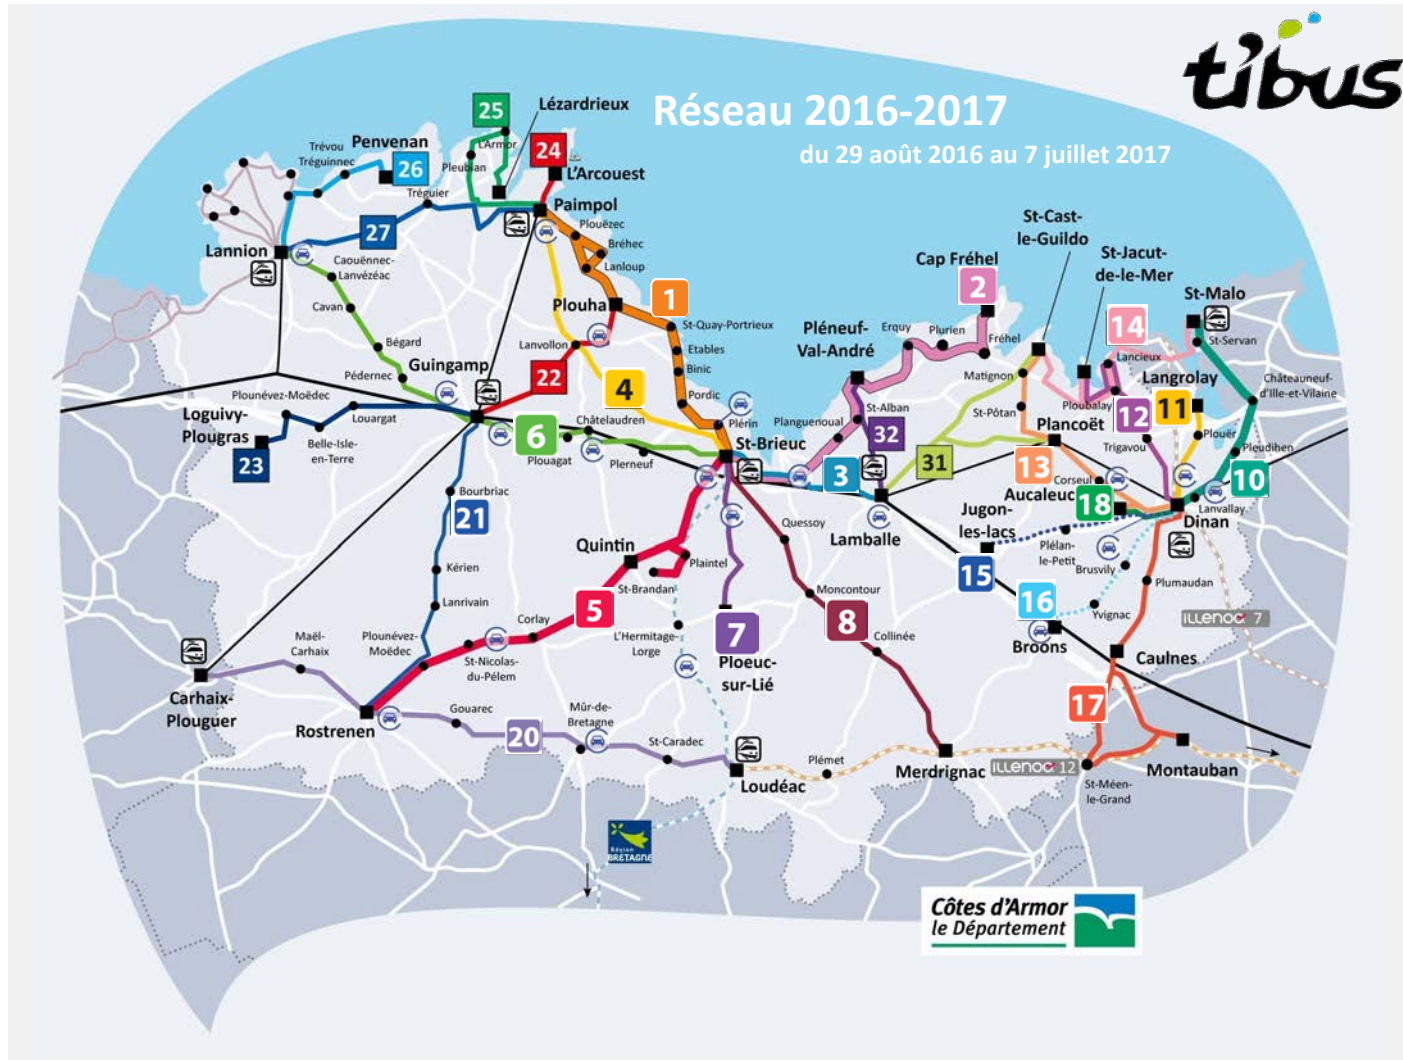 tibus
Réseau 2016-2017
du 29 août 2016 au 7 juillet 2017
25
Lézardrieux
L'Armor
Pleubian
24
L'Arcouest
Penvenan
Trévou
Tréguinnec
26
Tréguier
Paimpol
27
Lannion
Caouënnec-
Lanvézéac
Cavan
Bégard
Pédernec
Guingamp
Plouëzec
Bréhec
Lanloup
Plouha
1
St-Quay-Portrieux
Etables
Binic
Pordic
Plérin
Lanvollon
22
4
St-Brieuc
Plounévez-Moëdec
Louargat
Loguivy-
Plougras
Belle-Isle-
en-Terre
23
6
Châtelaudren
Plouagat
Plerneuf
Bourbriac
21
Kérien
Lanrivain
Plounévez-
Moëdec
Maël-
Carhaix
Carhaix-
Plouguer
Rostrenen
St-Nicolas-
du-Pélem
Corlay
5
Quintin
St-Brandan
Plaintel
L'Hermitage-
Lorge
7
Ploeuc-
sur-Lié
Gouarec
20
Mûr-de-
Bretagne
St-Caradec
Loudéac
Plémet
Merdrignac
8
Quessoy
Moncontour
Collinée
Cap Fréhel
2
Erquy
Plurien
Fréhel
Pléneuf-
Val-André
St-Alban
Planguenoual
32
3
Lamballe
31
St-Cast-
le-Guildo
St-Jacut-
de-le-Mer
Matignon
St-Pôtan
Plancoët
13
Corseul
Aucaleuc
18
Jugon-
les-lacs
15
Plélan-
le-Petit
Brusvily
16
Yvignac
Broons
St-Malo
St-Servan
14
Lancieux
Langrolay
Ploubalay
12
11
Trigavou
Plouër
Châteauneuf-
d'Ille-et-Vilaine
Pleudihen
10
Lanvallay
Dinan
Plumaudan
ILLENOO 7
Caulnes
17
Montauban
ILLENOO 12
St-Méen-
le-Grand
Région
BRETAGNE
Côtes d'Armor
le Département